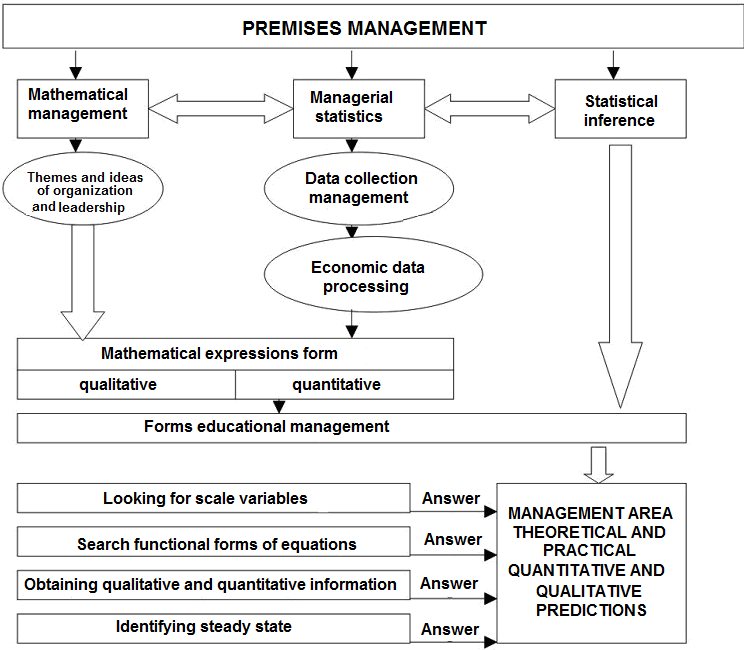 PREMISES MANAGEMENT
Mathematical
management
Managerial
statistics
Statistical
inference
Themes and ideas
of organization
and leadership
Data collection
management
Economic data
processing
Mathematical expressions form
qualitative
quantitative
Forms educational management
Looking for scale variables
Answer
Search functional forms of equations
Answer
Obtaining qualitative and quantitative information
Answer
Identifying steady state
Answer
MANAGEMENT AREA
THEORETICAL AND
PRACTICAL
QUANTITATIVE AND
QUALITATIVE
PREDICTIONS